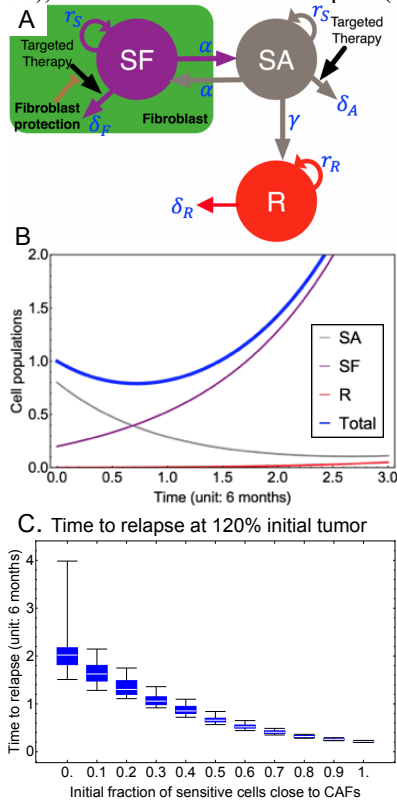 A
r_S
r_S
Targeted
Therapy
Targeted
Therapy
SF
α
SA
α
δ_A
Fibroblast
protection
δ_F
Fibroblast
γ
r_R
δ_R
R
B
2.0
1.5
1.0
0.5
0.0
Cell populations
SA
SF
R
Total
0.0 0.5 1.0 1.5 2.0 2.5 3.0
Time (unit: 6 months)
C. Time to relapse at 120% initial tumor
4
3
2
1
0
Time to relapse (unit: 6 months)
0. 0.1 0.2 0.3 0.4 0.5 0.6 0.7 0.8 0.9 1.
Initial fraction of sensitive cells close to CAFs